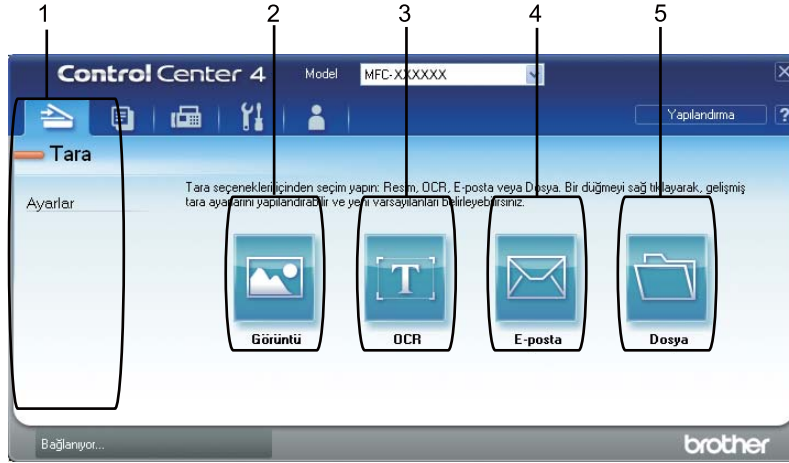 1 2 3 4 5
Control Center 4 Model MFC-XXXXXX
Yapılandırma ?
Tara
Tara seçenekleri içinden seçim yapın: Resim, OCR, E-posta veya Dosya. Bir düğmeyi sağ tıklayarak, gelişmiş
Ayarlar tara ayarlarını yapılandırabilir ve yeni varsayılanları belirleyebilirsiniz.
T
Görüntü OCR E-posta Dosya
Bağlanıyor... brother